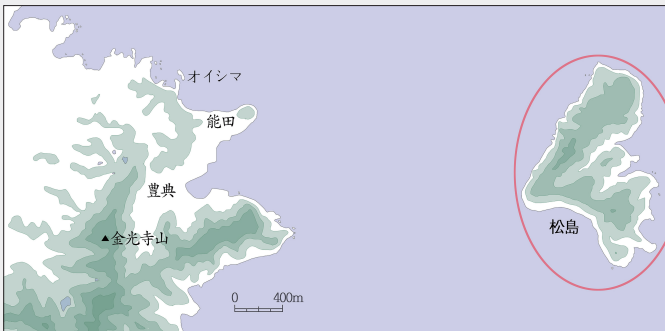 オイシマ
能田
豊典
▲金光寺山
松島
0 400m